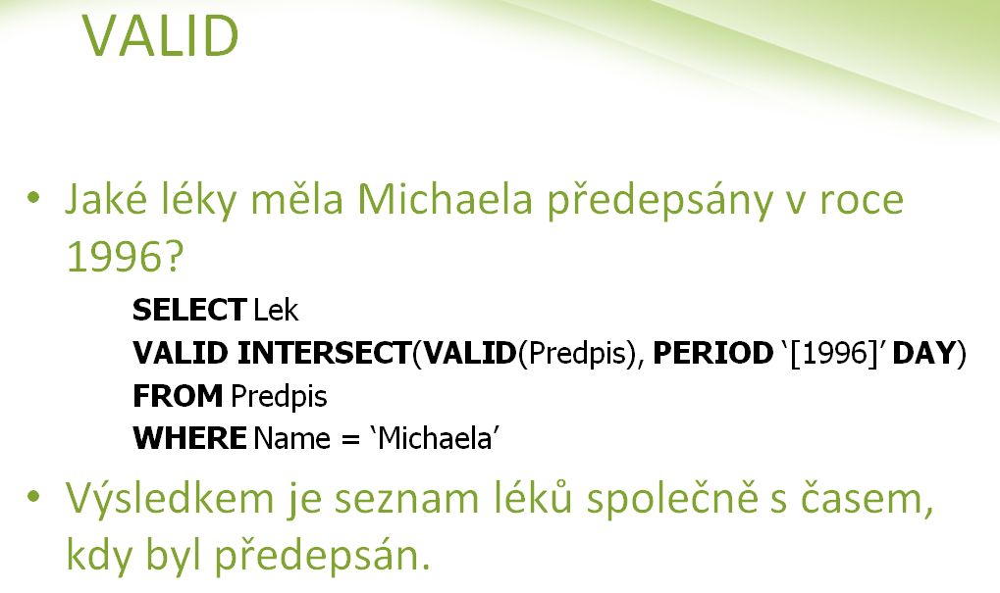 VALID
• Jaké léky měla Michaela předepsány v roce
1996?
SELECT Lek
VALID INTERSECT(VALID(Predpis), PERIOD ‘[1996]’ DAY)
FROM Predpis
WHERE Name = ‘Michaela’
• Výsledkem je seznam léků společně s časem,
kdy byl předepsán.